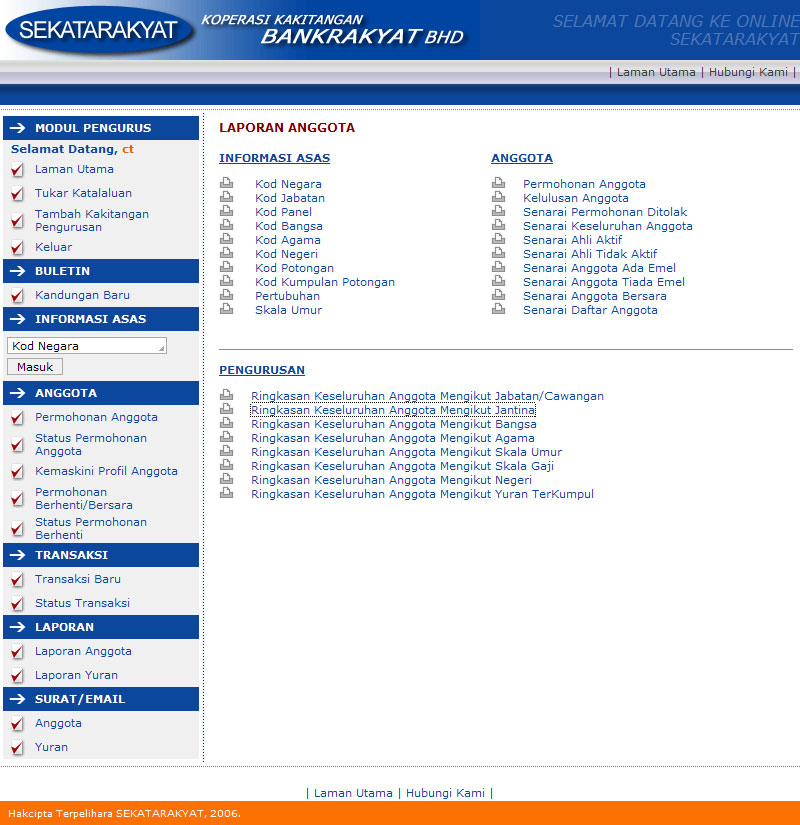 SEKATARAKYAT
KOPERASI KAKITANGAN
BANKRAKYAT BHD
SELAMAT DATANG KE ONLINE
SEKATARAKYAT
| Laman Utama | Hubungi Kami |
MODUL PENGURUS
Selamat Datang, ct
Laman Utama
Tukar Katalaluan
Tambah Kakitangan
Pengurusan
Keluar
BULETIN
Kandungan Baru
INFORMASI ASAS
Kod Negara
Masuk
ANGGOTA
Permohonan Anggota
Status Permohonan
Anggota
Kemaskini Profil Anggota
Permohonan
Berhenti/Bersara
Status Permohonan
Berhenti
TRANSAKSI
Transaksi Baru
Status Transaksi
LAPORAN
Laporan Anggota
Laporan Yuran
SURAT/EMAIL
Anggota
Yuran
LAPORAN ANGGOTA
INFORMASI ASAS
Kod Negara
Kod Jabatan
Kod Panel
Kod Bangsa
Kod Agama
Kod Negeri
Kod Potongan
Kod Kumpulan Potongan
Pertubuhan
Skala Umur
ANGGOTA
Permohonan Anggota
Kelulusan Anggota
Senarai Permohonan Ditolak
Senarai Keseluruhan Anggota
Senarai Ahli Aktif
Senarai Ahli Tidak Aktif
Senarai Anggota Ada Emel
Senarai Anggota Tiada Emel
Senarai Anggota Bersara
Senarai Daftar Anggota
PENGURUSAN
Ringkasan Keseluruhan Anggota Mengikut Jabatan/Cawangan
Ringkasan Keseluruhan Anggota Mengikut Jantina
Ringkasan Keseluruhan Anggota Mengikut Bangsa
Ringkasan Keseluruhan Anggota Mengikut Agama
Ringkasan Keseluruhan Anggota Mengikut Skala Umur
Ringkasan Keseluruhan Anggota Mengikut Skala Gaji
Ringkasan Keseluruhan Anggota Mengikut Negeri
Ringkasan Keseluruhan Anggota Mengikut Yuran TerKumpul
| Laman Utama | Hubungi Kami |
Hakcipta Terpelihara SEKATARAKYAT, 2006.